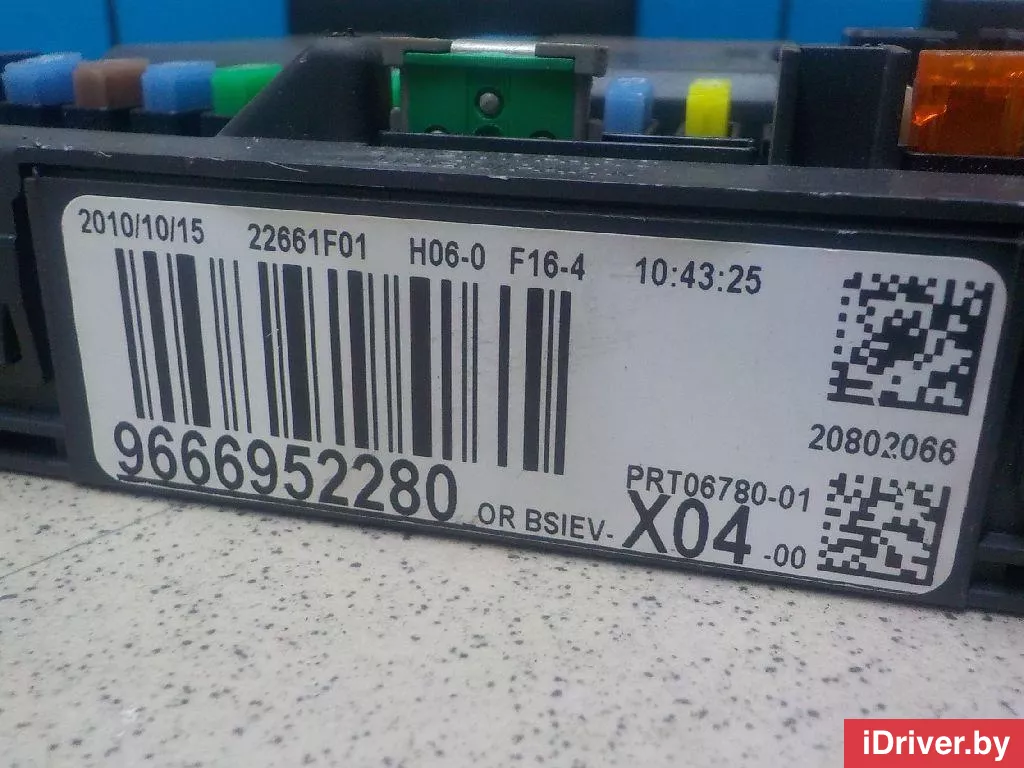 2010/10/15 22661F01 H06-0 F16-4 10:43:25
20802066
9666952280 OR BSIEV- X04 -00
PRT06780-01
iDriver.by